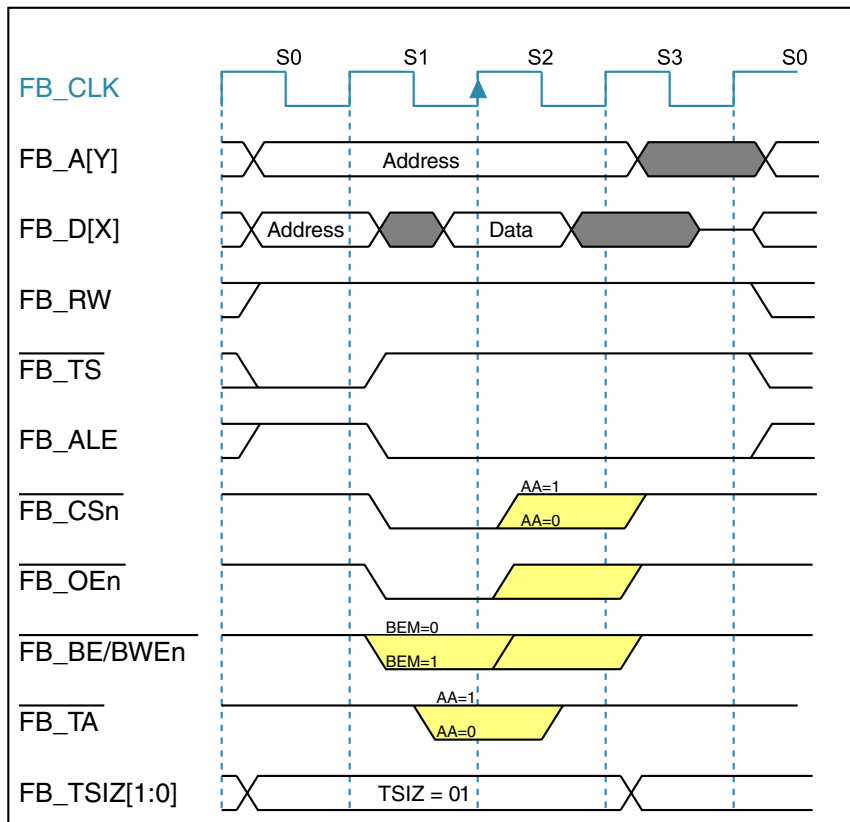 S0 S1 S2 S3 S0
FB_CLK
FB_A[Y] Address
FB_D[X] Address Data
FB_RW
FB_TS
FB_ALE
FB_CSn AA=1
AA=0
FB_OEn
FB_BE/BWEn BEM=0
BEM=1
FB_TA AA=1
AA=0
FB_TSIZ[1:0] TSIZ = 01